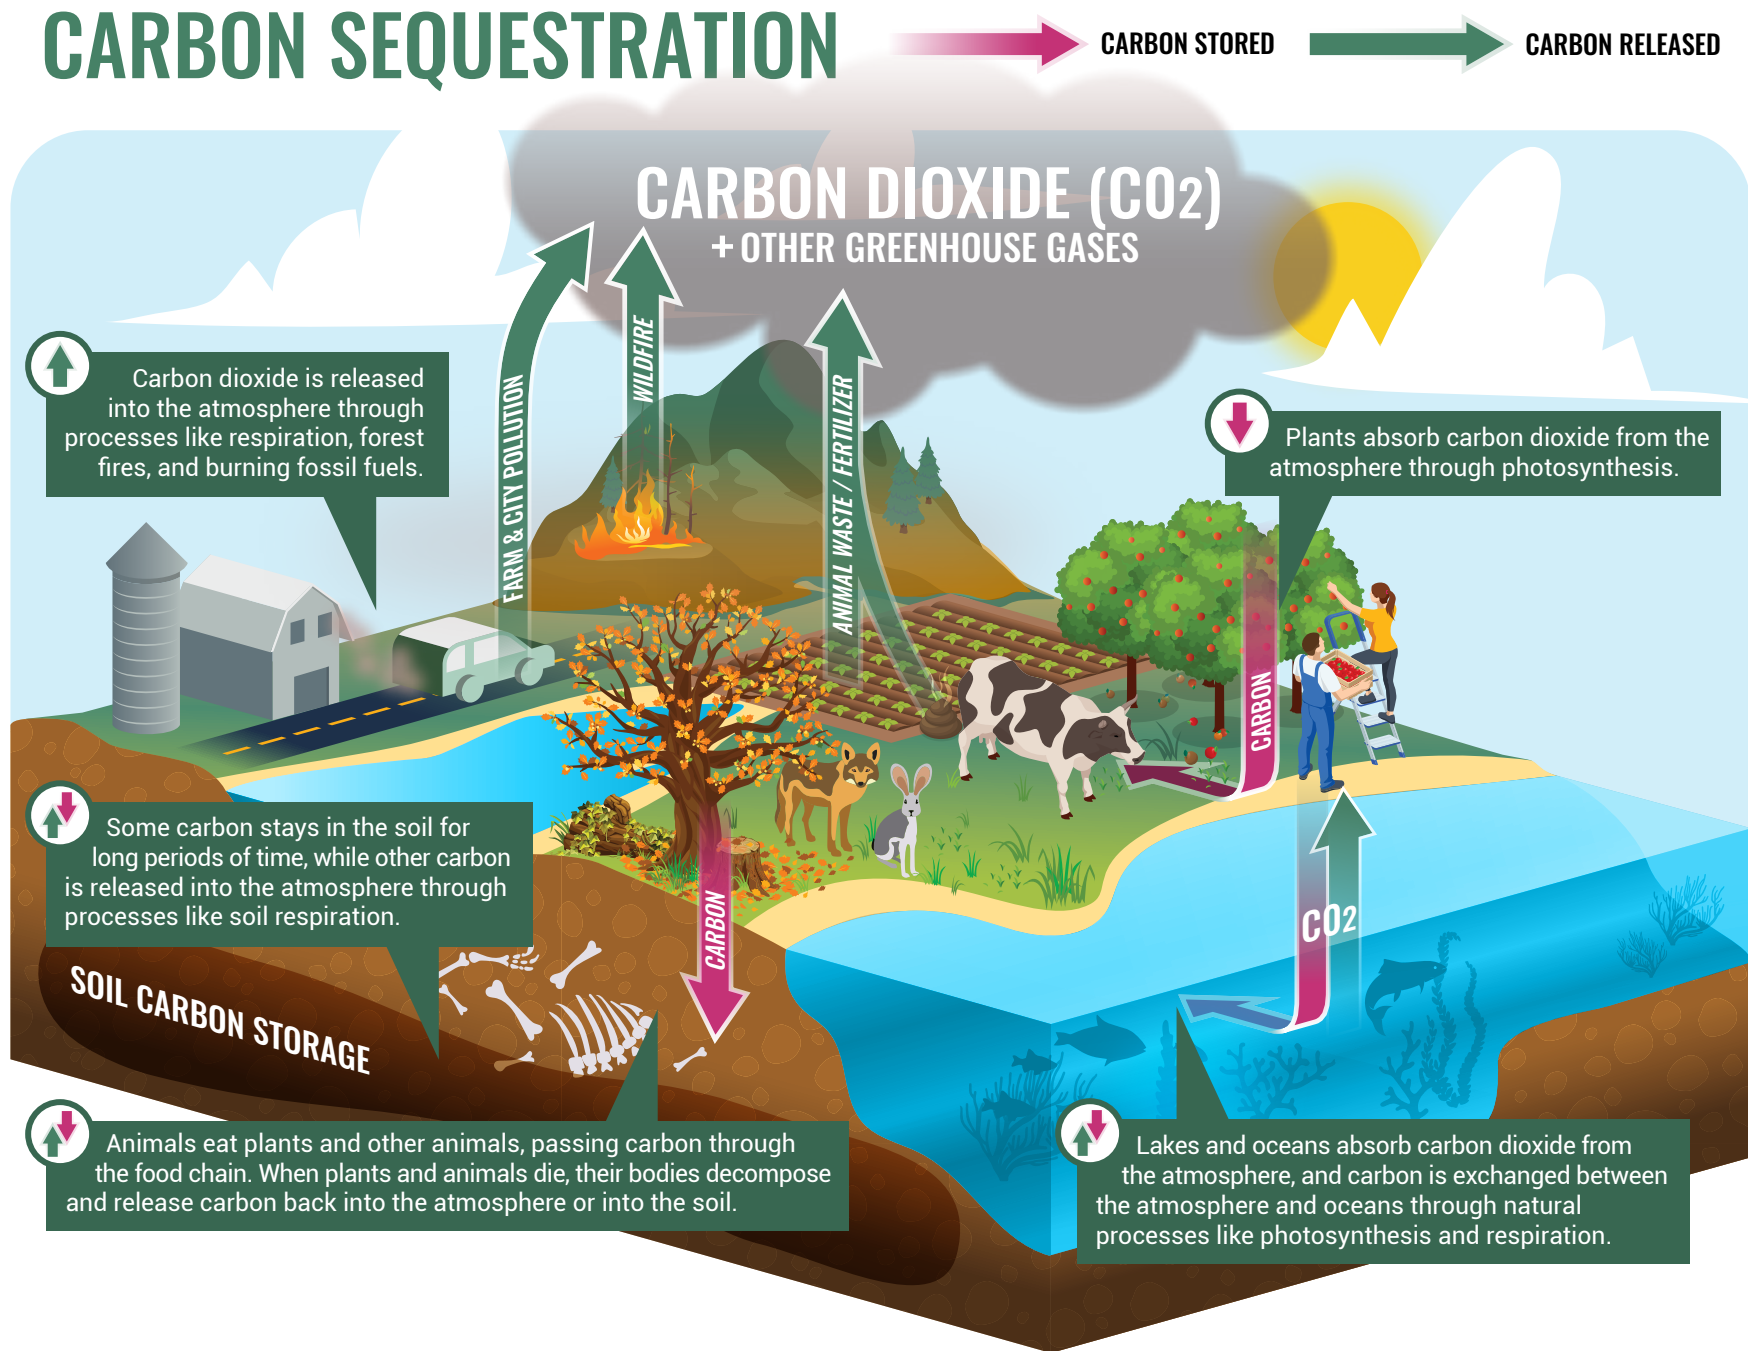 CARBON SEQUESTRATION
CARBON STORED
CARBON RELEASED
CARBON DIOXIDE (CO2)
+ OTHER GREENHOUSE GASES
FARM & CITY POLLUTION
WILDFIRE
ANIMAL WASTE / FERTILIZER
Carbon dioxide is released
into the atmosphere through
processes like respiration, forest
fires, and burning fossil fuels.
Plants absorb carbon dioxide from the
atmosphere through photosynthesis.
CARBON
Some carbon stays in the soil for
long periods of time, while other carbon
is released into the atmosphere through
processes like soil respiration.
CARBON
CO2
SOIL CARBON STORAGE
Animals eat plants and other animals, passing carbon through
the food chain. When plants and animals die, their bodies decompose
and release carbon back into the atmosphere or into the soil.
Lakes and oceans absorb carbon dioxide from
the atmosphere, and carbon is exchanged between
the atmosphere and oceans through natural
processes like photosynthesis and respiration.